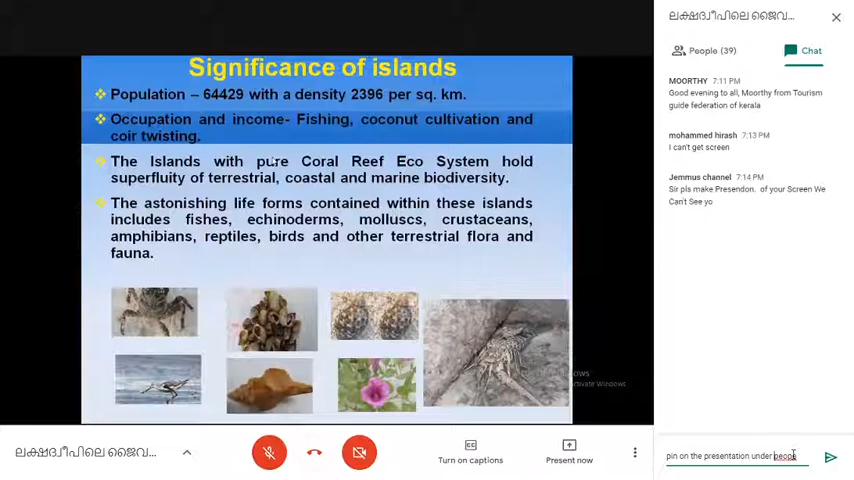 Significance of islands
❖ Population – 64429 with a density 2396 per sq. km.
❖ Occupation and income- Fishing, coconut cultivation and
coir twisting.
❖ The Islands with pure Coral Reef Eco System hold
superfluity of terrestrial, coastal and marine biodiversity.
❖ The astonishing life forms contained within these islands
includes fishes, echinoderms, molluscs, crustaceans,
amphibians, reptiles, birds and other terrestrial flora and
fauna.
ലക്ഷദ്വീപിലെ ജൈവ...
Turn on captions
Present now
ലക്ഷദ്വീപിലെ ജൈവ...
People (39)
Chat
MOORTHY 7:11 PM
Good evening to all, Moorthy from Tourism
guide federation of kerala
mohammed hirash 7:13 PM
I can't get screen
Jemmus channel 7:14 PM
Sir pls make Presendon. of your Screen We
Can't See yo
pin on the presentation under peope